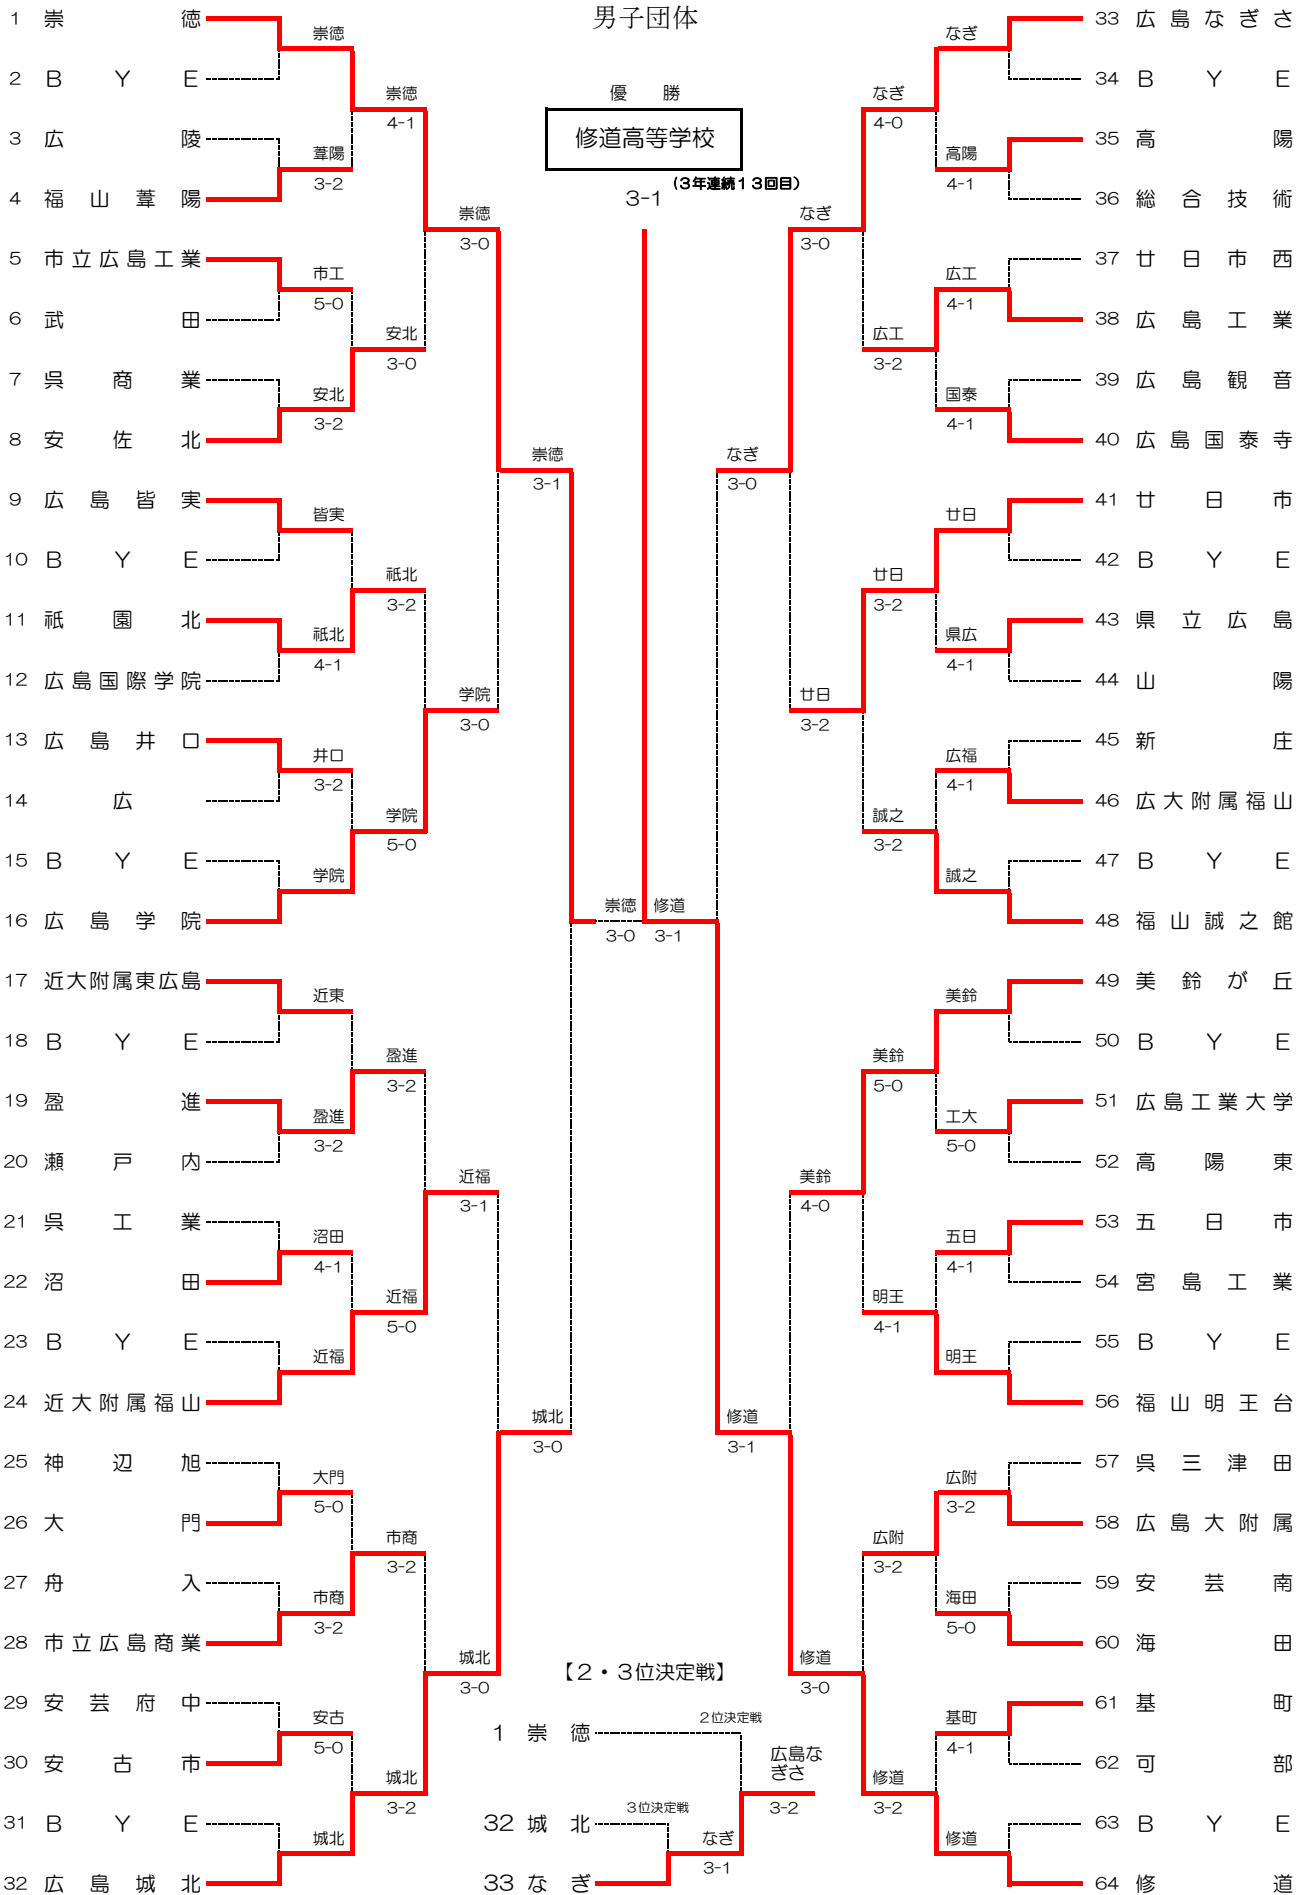 男子団体
優　勝
修道高等学校
(３年連続１３回目)
3-1
1 崇徳
2 ＢＹＥ
3 広陵
4 福山葦陽
5 市立広島工業
6 武田
7 呉商業
8 安佐北
9 広島皆実
10 ＢＹＥ
11 祇園北
12 広島国際学院
13 広島井口
14 広
15 ＢＹＥ
16 広島学院
17 近大附属東広島
18 ＢＹＥ
19 盈進
20 瀬戸内
21 呉工業
22 沼田
23 ＢＹＥ
24 近大附属福山
25 神辺旭
26 大門
27 舟入
28 市立広島商業
29 安芸府中
30 安古市
31 ＢＹＥ
32 広島城北
崇徳
葦陽
3-2
市工
5-0
安北
3-2
皆実
祇北
4-1
井口
3-2
学院
近東
盈進
3-2
沼田
4-1
近福
大門
5-0
市商
3-2
安古
5-0
城北
崇徳
4-1
安北
3-0
祇北
3-2
学院
5-0
盈進
3-2
近福
5-0
市商
3-2
城北
3-2
崇徳
3-0
学院
3-0
近福
3-1
城北
3-0
崇徳
3-1
城北
3-0
崇徳
3-0
修道
3-1
なぎ
3-0
修道
3-1
なぎ
3-0
廿日
3-2
美鈴
4-0
修道
3-0
なぎ
4-0
広工
3-2
廿日
3-2
誠之
3-2
美鈴
5-0
明王
4-1
広附
3-2
修道
3-2
なぎ
高陽
4-1
広工
4-1
国泰
4-1
廿日
県広
4-1
広福
4-1
誠之
美鈴
工大
5-0
五日
4-1
明王
広附
3-2
海田
5-0
基町
4-1
修道
33 広島なぎさ
34 ＢＹＥ
35 高陽
36 総合技術
37 廿日市西
38 広島工業
39 広島観音
40 広島国泰寺
41 廿日市
42 ＢＹＥ
43 県立広島
44 山陽
45 新庄
46 広大附属福山
47 ＢＹＥ
48 福山誠之館
49 美鈴が丘
50 ＢＹＥ
51 広島工業大学
52 高陽東
53 五日市
54 宮島工業
55 ＢＹＥ
56 福山明王台
57 呉三津田
58 広島大附属
59 安芸南
60 海田
61 基町
62 可部
63 ＢＹＥ
64 修道
【２・３位決定戦】
1 崇徳
2位決定戦
広島な
ぎさ
3-2
32 城北
3位決定戦
なぎ
3-1
33 なぎ